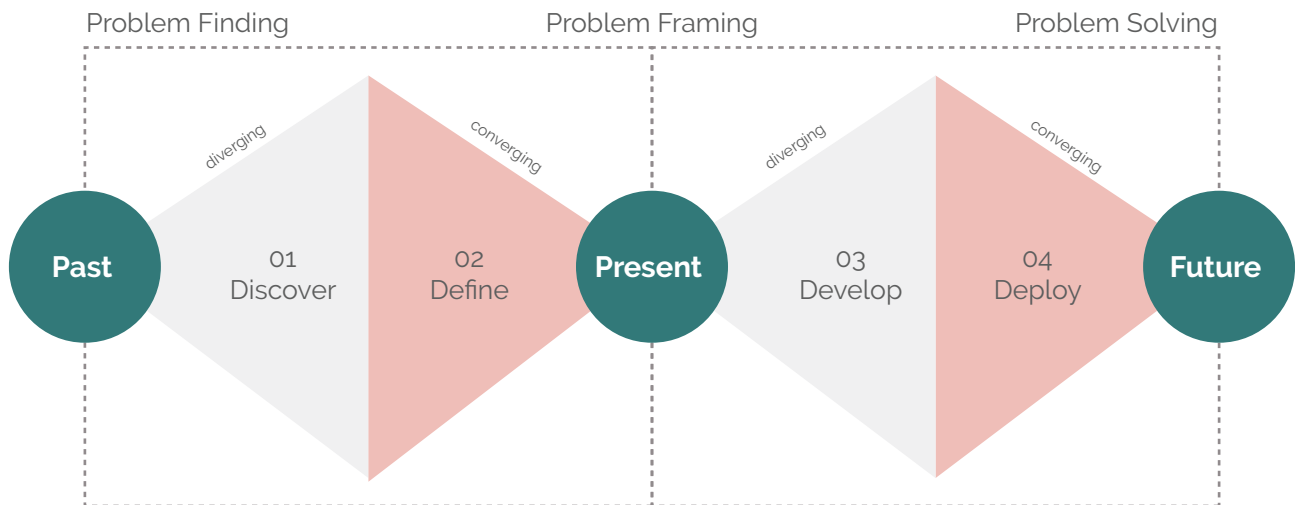 Problem Finding
Problem Framing
Problem Solving
diverging
converging
diverging
converging
Past
01
Discover
02
Define
Present
03
Develop
04
Deploy
Future